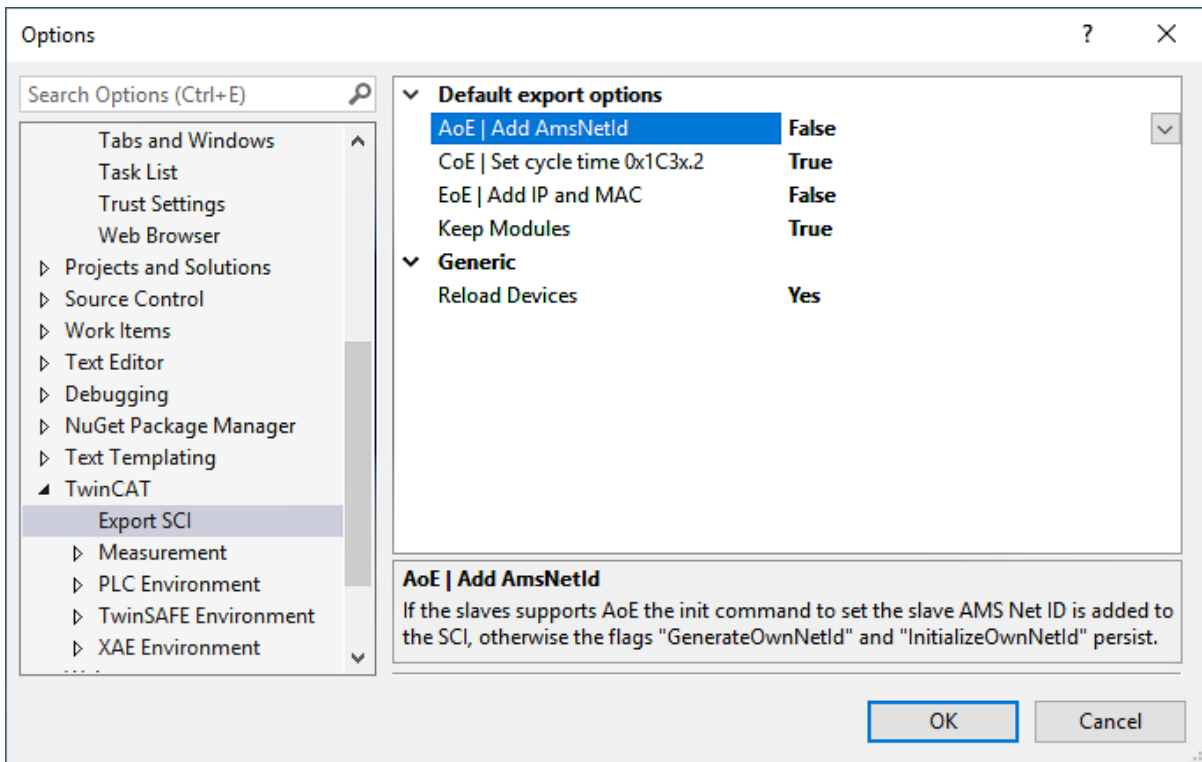 Options
Search Options (Ctrl+E)
Tabs and Windows
Task List
Trust Settings
Web Browser
Projects and Solutions
Source Control
Work Items
Text Editor
Debugging
NuGet Package Manager
Text Templating
TwinCAT
Export SCI
Measurement
PLC Environment
TwinSAFE Environment
XAE Environment
Default export options
AoE | Add AmsNetId False
CoE | Set cycle time 0x1C3x.2 True
EoE | Add IP and MAC False
Keep Modules True
Generic
Reload Devices Yes
AoE | Add AmsNetId
If the slaves supports AoE the init command to set the slave AMS Net ID is added to
the SCI, otherwise the flags "GenerateOwnNetId" and "InitializeOwnNetId" persist.
OK Cancel